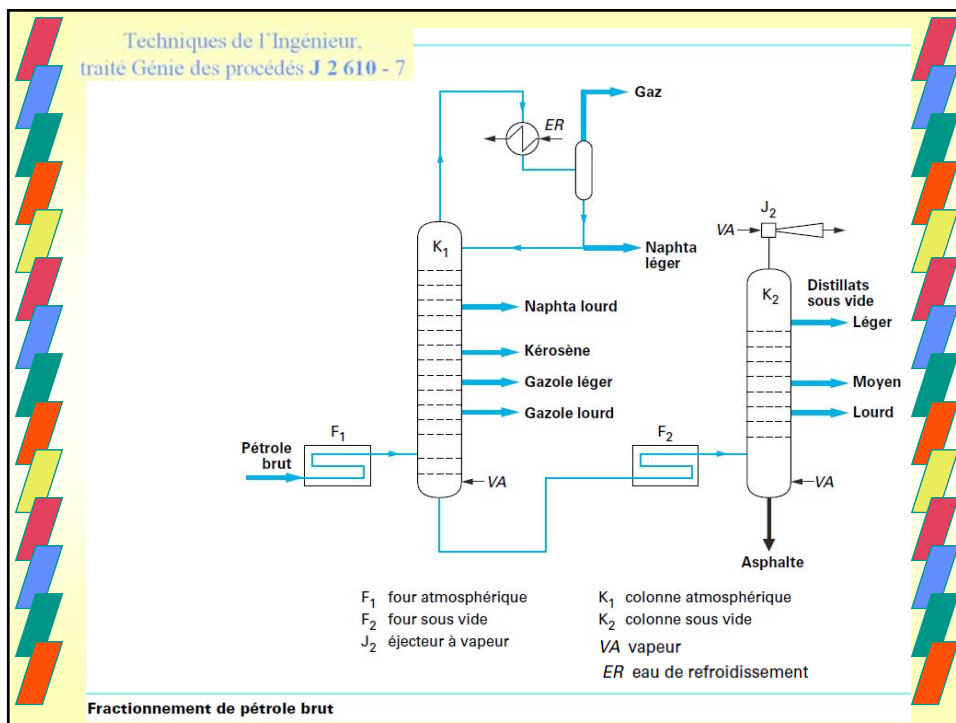 Techniques de l'Ingénieur,
traité Génie des procédés J 2 610 - 7
Gaz
ER
J2
VA
K1
Naphta
léger
K2
Distillats
sous vide
Léger
Naphta lourd
Kérosène
Gazole léger
Moyen
Gazole lourd
Lourd
F1
F2
Pétrole
brut
VA
VA
Asphalte
F1 four atmosphérique
F2 four sous vide
J2 éjecteur à vapeur
K1 colonne atmosphérique
K2 colonne sous vide
VA vapeur
ER eau de refroidissement
Fractionnement de pétrole brut